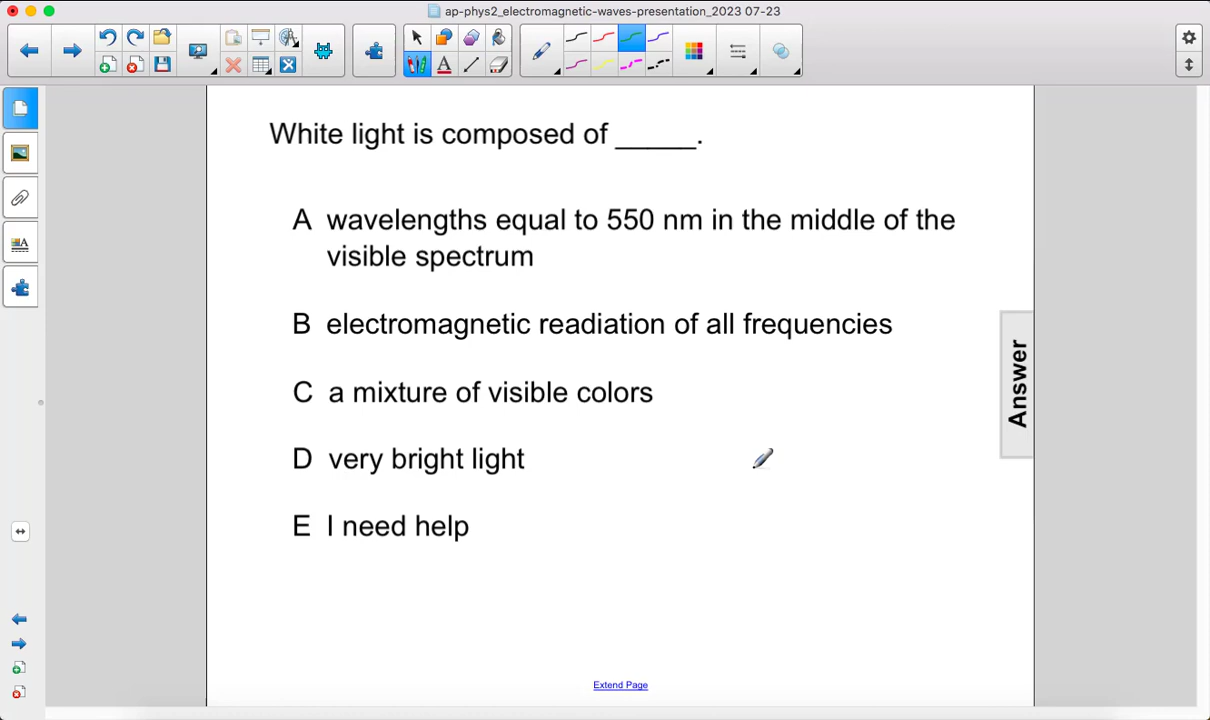 ap-phys2_electromagnetic-waves-presentation_2023 07-23
White light is composed of _____.
A wavelengths equal to 550 nm in the middle of the
visible spectrum
B electromagnetic readiation of all frequencies
C a mixture of visible colors
D very bright light
E I need help
Answer
Extend Page